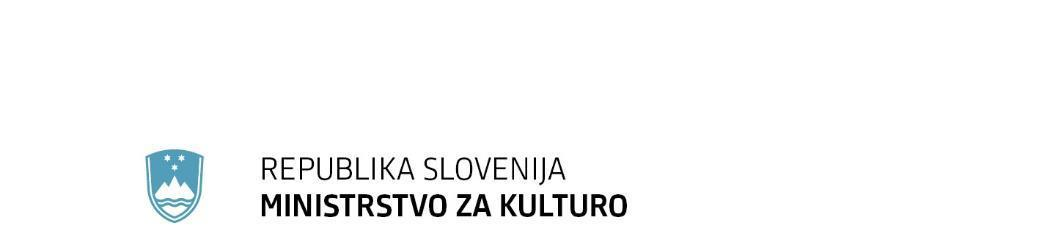 REPUBLIKA SLOVENIJA
MINISTRSTVO ZA KULTURO